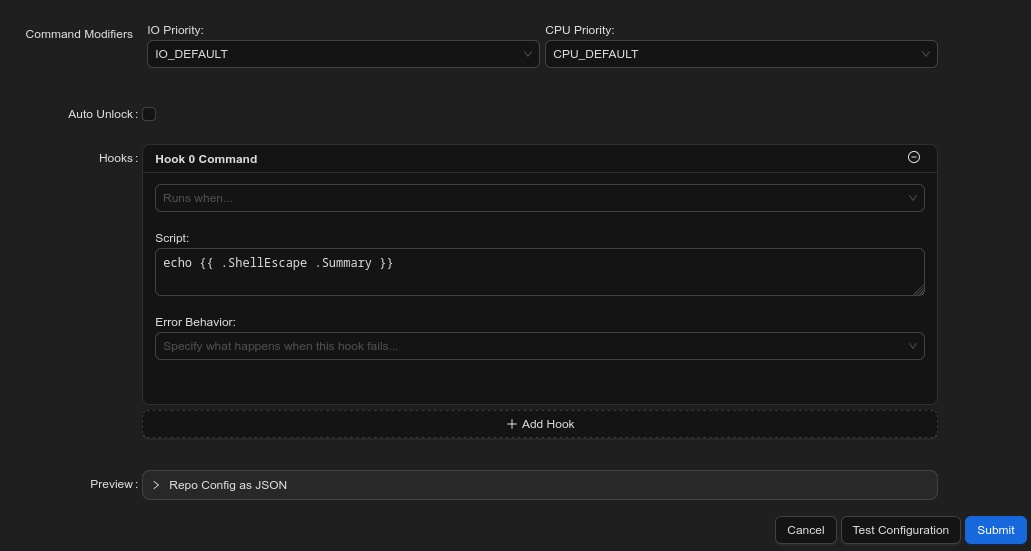 Command Modifiers
IO Priority:
CPU Priority:
IO_DEFAULT
CPU_DEFAULT
Auto Unlock:
Hooks:
Hook 0 Command
Runs when...
Script:
echo {{ .ShellEscape .Summary }}
Error Behavior:
Specify what happens when this hook fails...
+ Add Hook
Preview:
> Repo Config as JSON
Cancel
Test Configuration
Submit